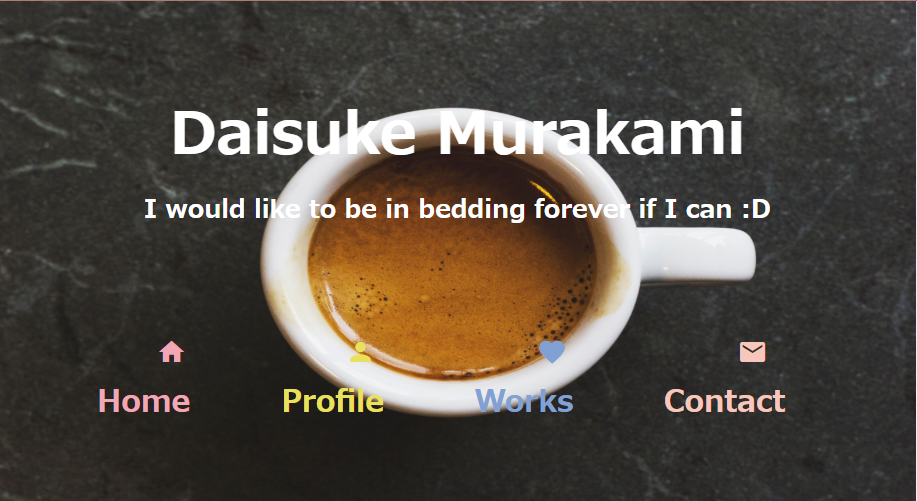 Daisuke Murakami
I would like to be in bedding forever if I can :D
Home Profile Works Contact